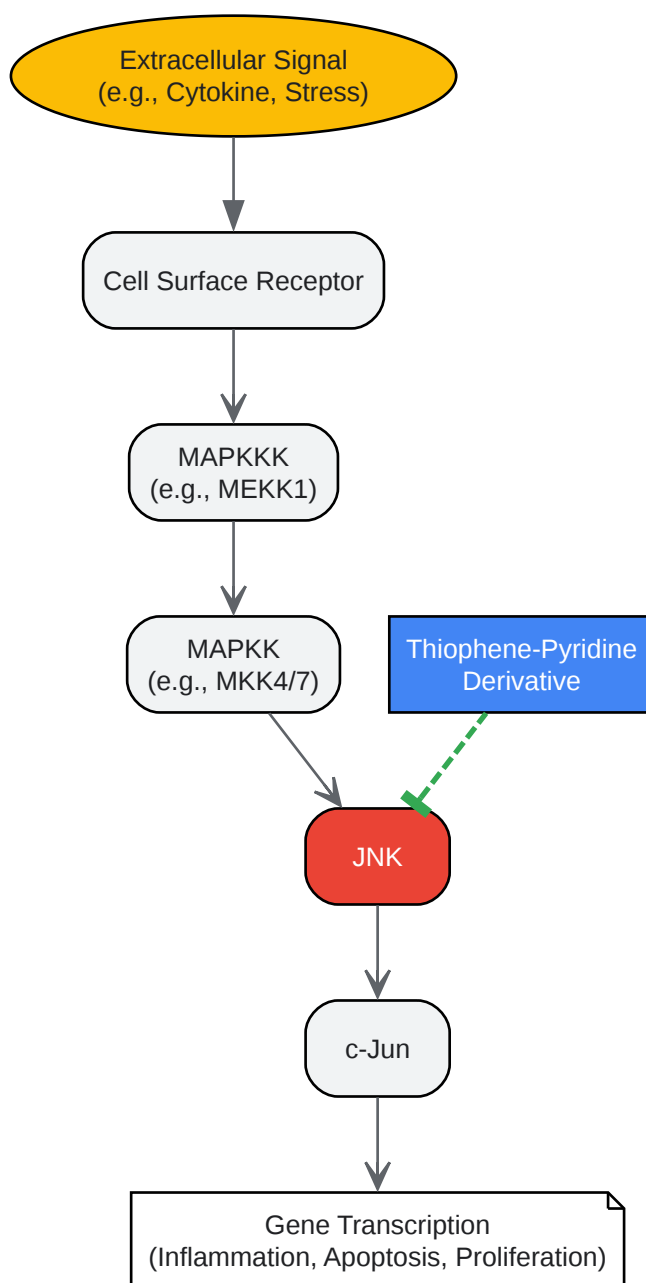 Extracellular Signal
(e.g., Cytokine, Stress)
Cell Surface Receptor
MAPKKK
(e.g., MEKK1)
MAPKK
(e.g., MKK4/7)
Thiophene-Pyridine
Derivative
JNK
c-Jun
Gene Transcription
(Inflammation, Apoptosis, Proliferation)